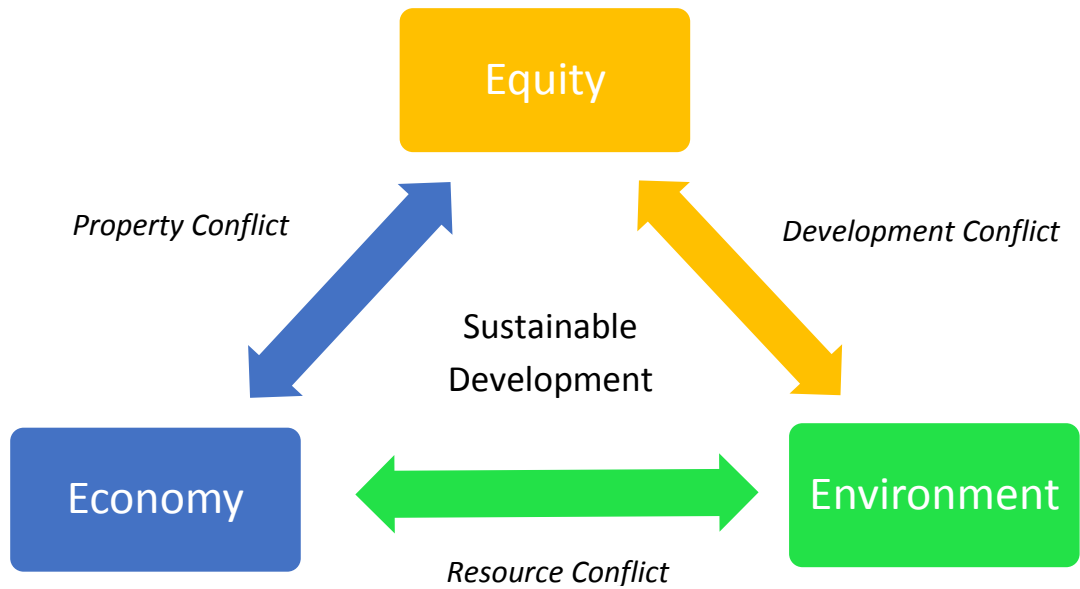 Equity
Property Conflict
Development Conflict
Sustainable
Development
Economy
Environment
Resource Conflict